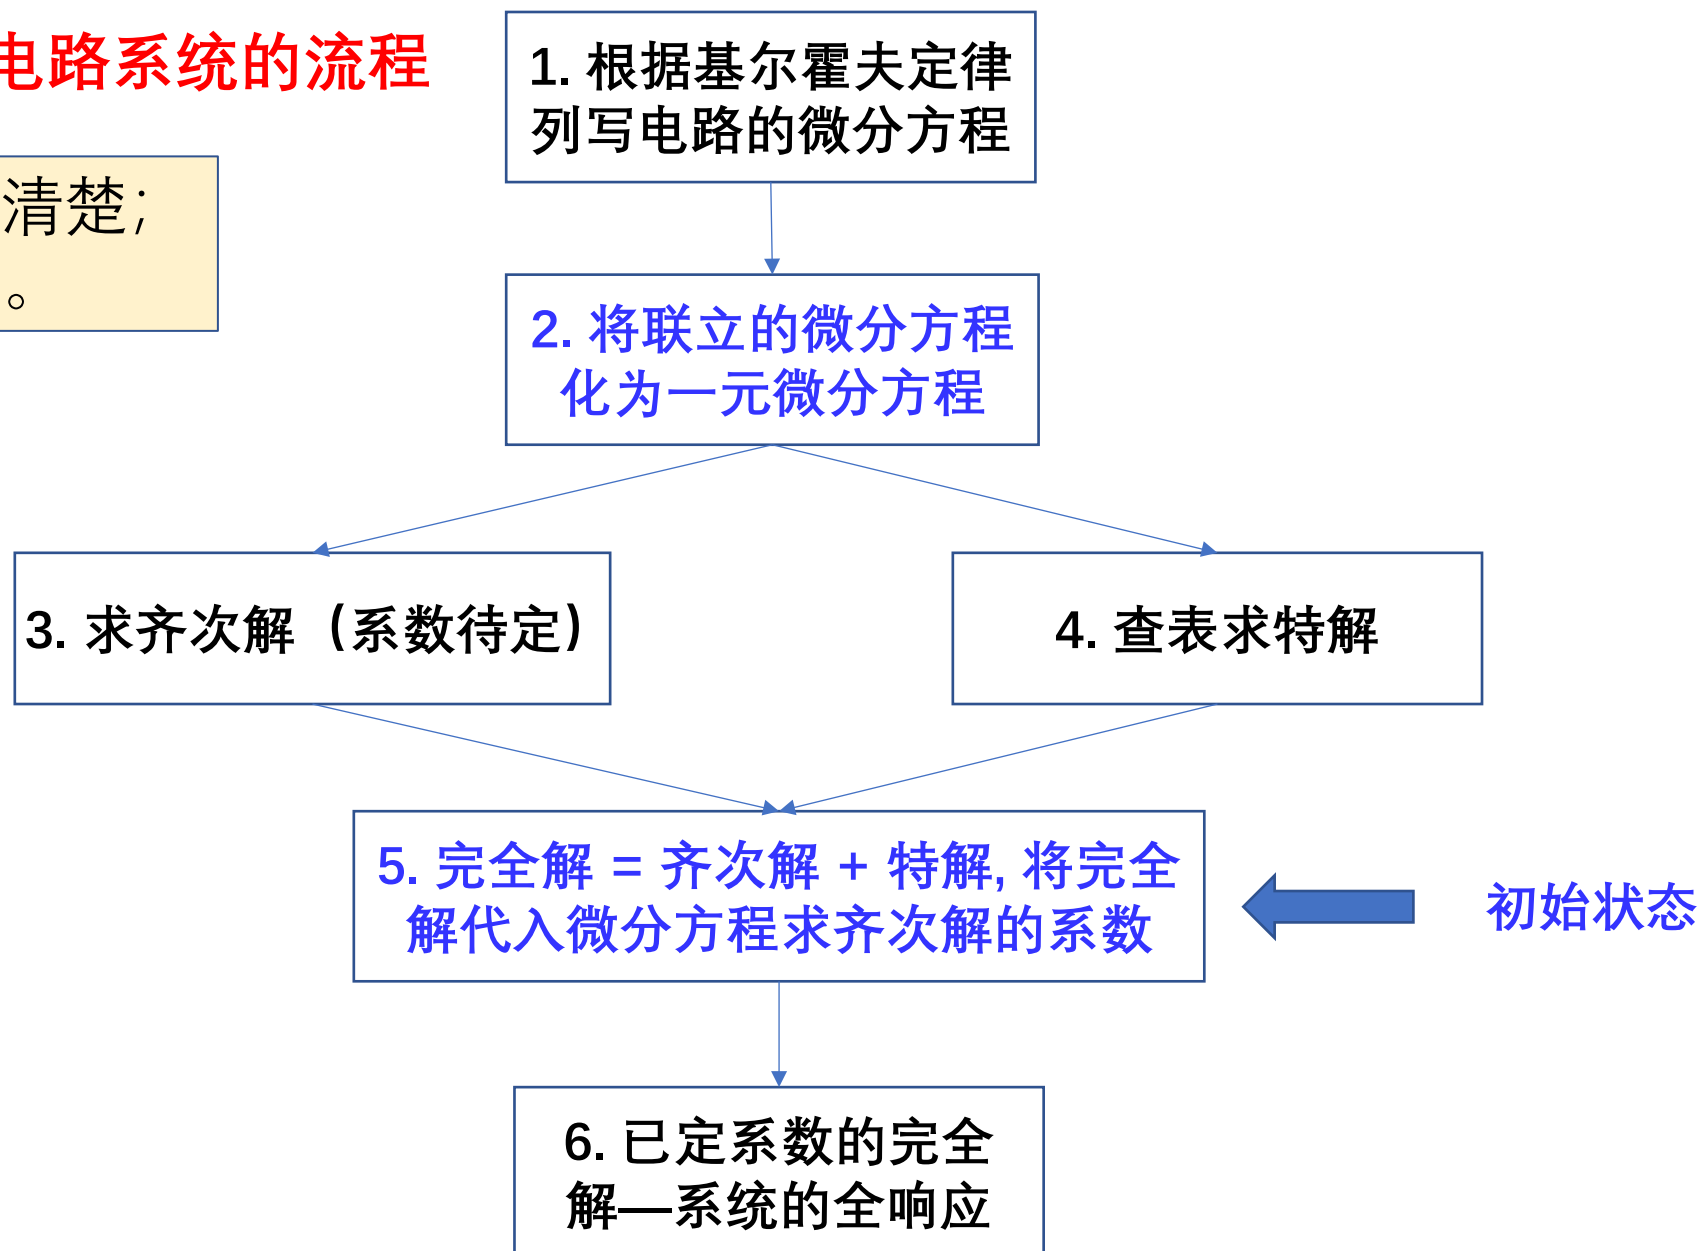 电路系统的流程
清楚;
。
1. 根据基尔霍夫定律
列写电路的微分方程
2. 将联立的微分方程
化为一元微分方程
3. 求齐次解（系数待定）
4. 查表求特解
5. 完全解 = 齐次解 + 特解, 将完全
解代入微分方程求齐次解的系数
初始状态
6. 已定系数的完全
解—系统的全响应